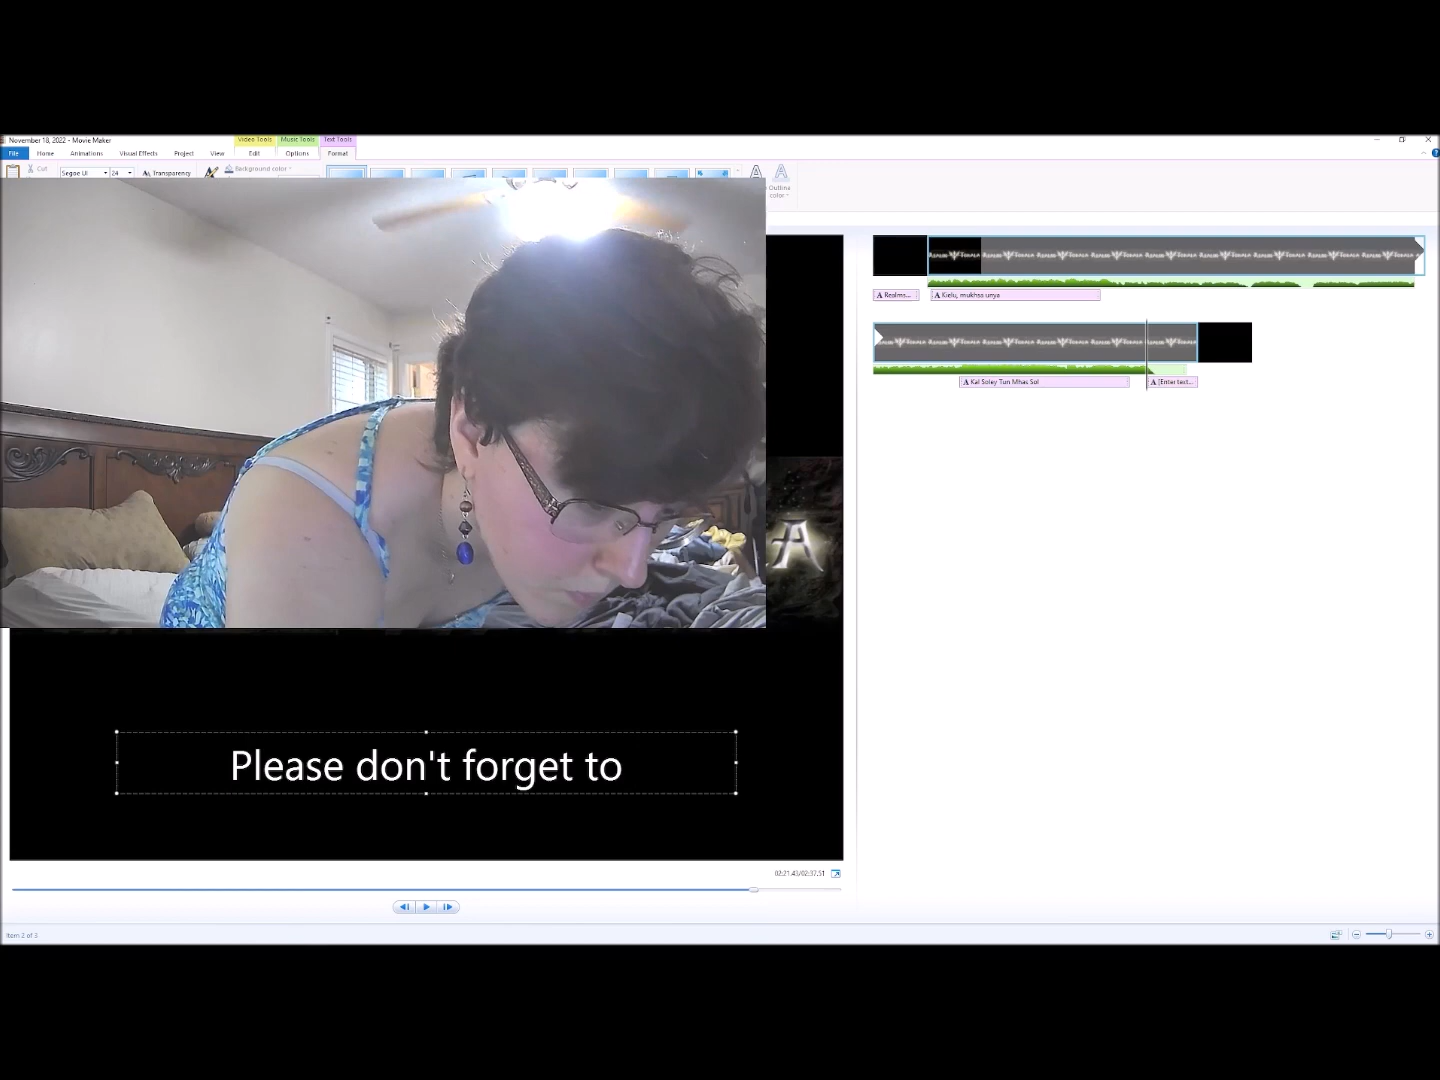 November 18, 2022 - Movie Maker
Video Tools
Music Tools
Text Tools
File
Home
Animations
Visual Effects
Project
View
Edit
Options
Format
Cut
Segoe UI
24
Transparency
Background color
Outline
color
Realms...
Kielu, mukhsa unya
Kal Soley Tun Mhac Sol
[Enter text...
A
Please don't forget to
02:21.43/02:37.51
Item 2 of 3